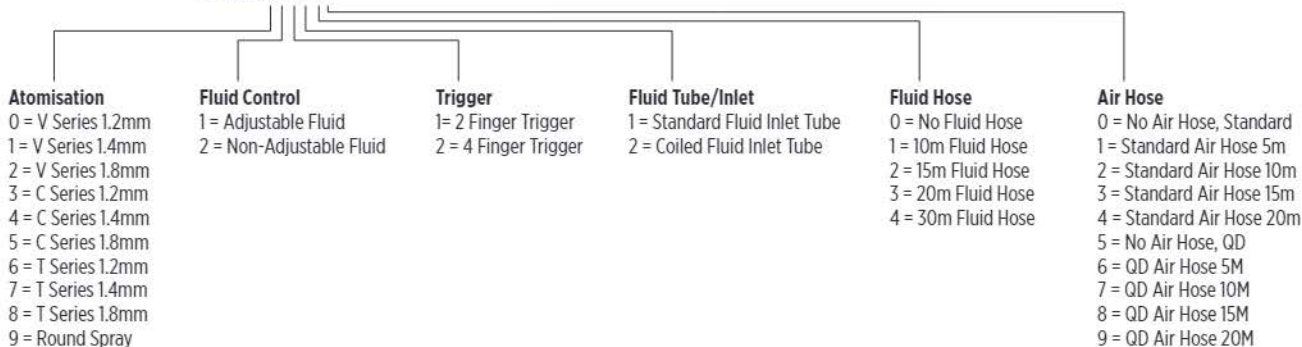 Atomisation
0 = V Series 1.2mm
1 = V Series 1.4mm
2 = V Series 1.8mm
3 = C Series 1.2mm
4 = C Series 1.4mm
5 = C Series 1.8mm
6 = T Series 1.2mm
7 = T Series 1.4mm
8 = T Series 1.8mm
9 = Round Spray
Fluid Control
1 = Adjustable Fluid
2 = Non-Adjustable Fluid
Trigger
1= 2 Finger Trigger
2 = 4 Finger Trigger
Fluid Tube/Inlet
1 = Standard Fluid Inlet Tube
2 = Coiled Fluid Inlet Tube
Fluid Hose
0 = No Fluid Hose
1 = 10m Fluid Hose
2 = 15m Fluid Hose
3 = 20m Fluid Hose
4 = 30m Fluid Hose
Air Hose
0 = No Air Hose, Standard
1 = Standard Air Hose 5m
2 = Standard Air Hose 10m
3 = Standard Air Hose 15m
4 = Standard Air Hose 20m
5 = No Air Hose, QD
6 = QD Air Hose 5M
7 = QD Air Hose 10M
8 = QD Air Hose 15M
9 = QD Air Hose 20M